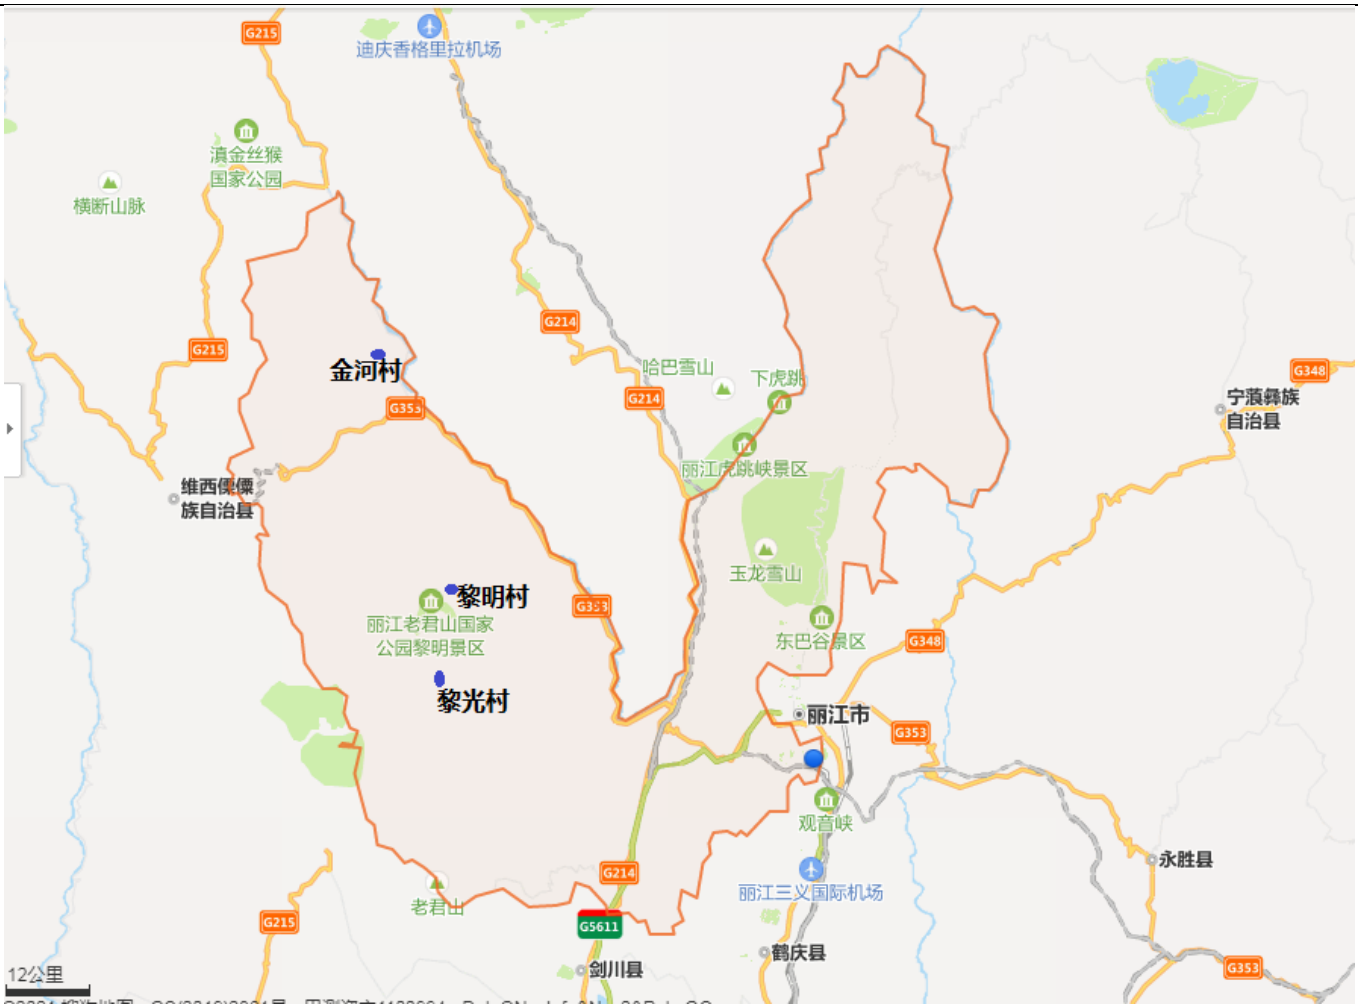 G215
迪庆香格里拉机场
滇金丝猴
国家公园
横断山脉
G214
G215
哈巴雪山
下虎跳
金河村
G353
G214
G348
宁蒗彝族
自治县
丽江虎跳峡景区
维西傈僳
族自治县
玉龙雪山
黎明村
G353
丽江老君山国家
公园黎明景区
东巴谷景区
G348
黎光村
丽江市
G353
观音峡
永胜县
G214
丽江三义国际机场
老君山
G215
G5611
鹤庆县
剑川县
G353
12公里